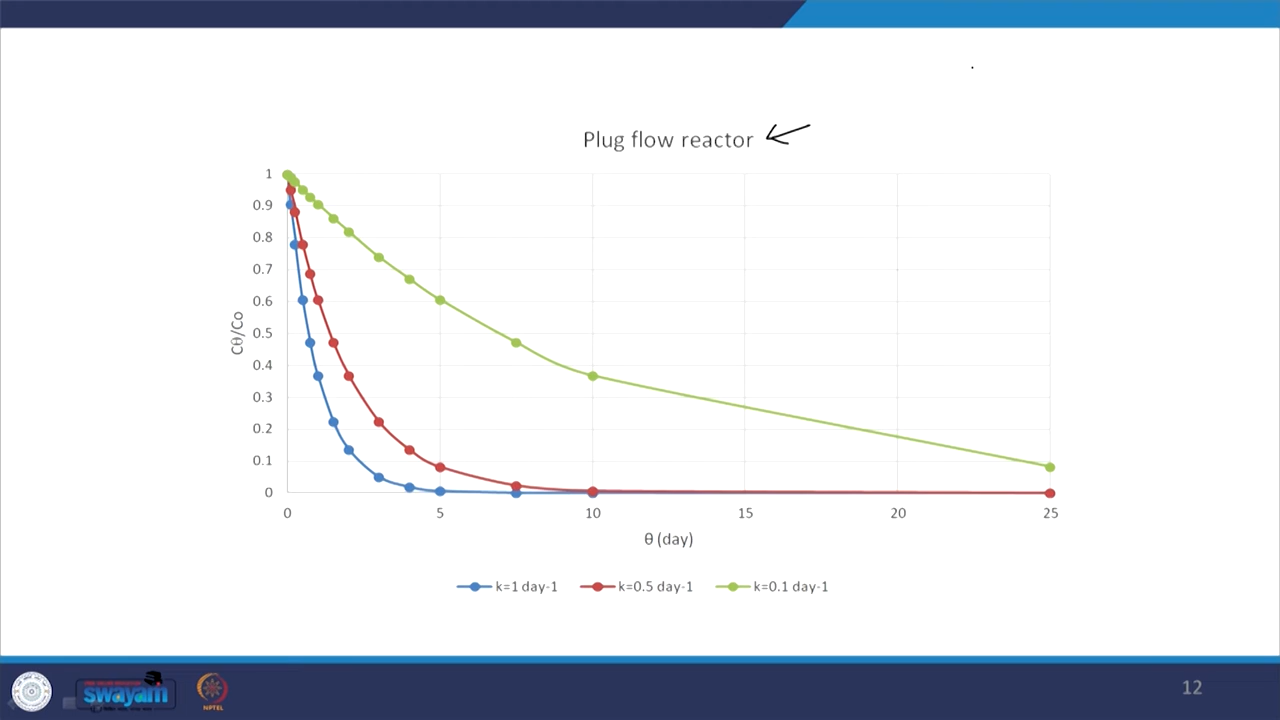 Plug flow reactor
1
0.9
0.8
0.7
0.6
0.5
0.4
0.3
0.2
0.1
0
Cθ/Co
0 5 10 15 20 25
θ (day)
k=1 day-1 k=0.5 day-1 k=0.1 day-1
swayam
NPTEL
12